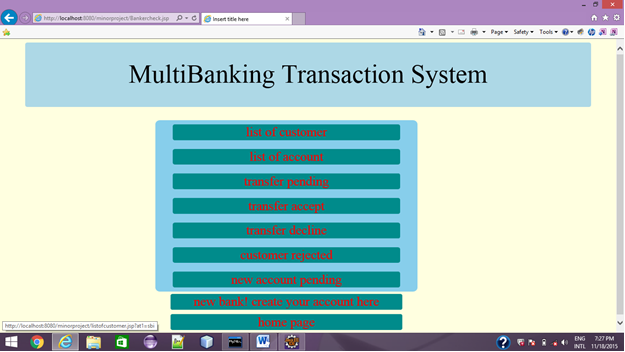 http://localhost:8080/minorproject/Bankercheck.jsp
Insert title here
Page
Safety
Tools
MultiBanking Transaction System
list of customer
list of account
transfer pending
transfer accept
transfer decline
customer rejected
new account pending
new bank! create your account here
home page
http://localhost:8080/minorproject/listofcustomer.jsp?at1=sbi
ENG
7:27 PM
INTL
11/18/2015